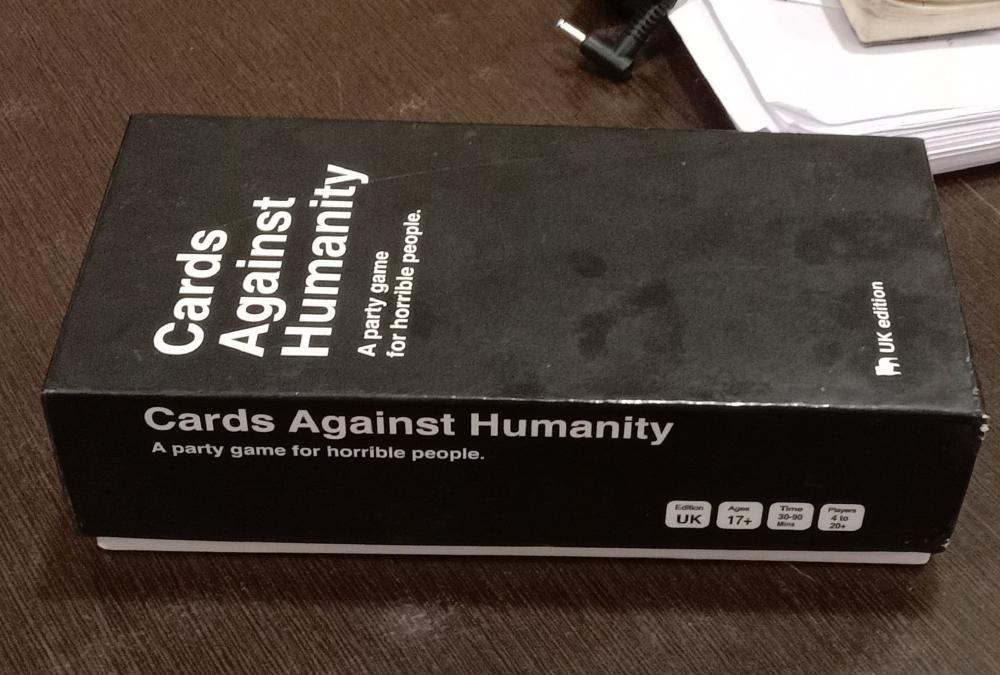 Cards
Against
Humanity
A party game
for horrible people.
UK edition
Cards Against Humanity
A party game for horrible people.
Edition
UK
Ages
17+
Time
30-90
Mins
Players
4 to
20+